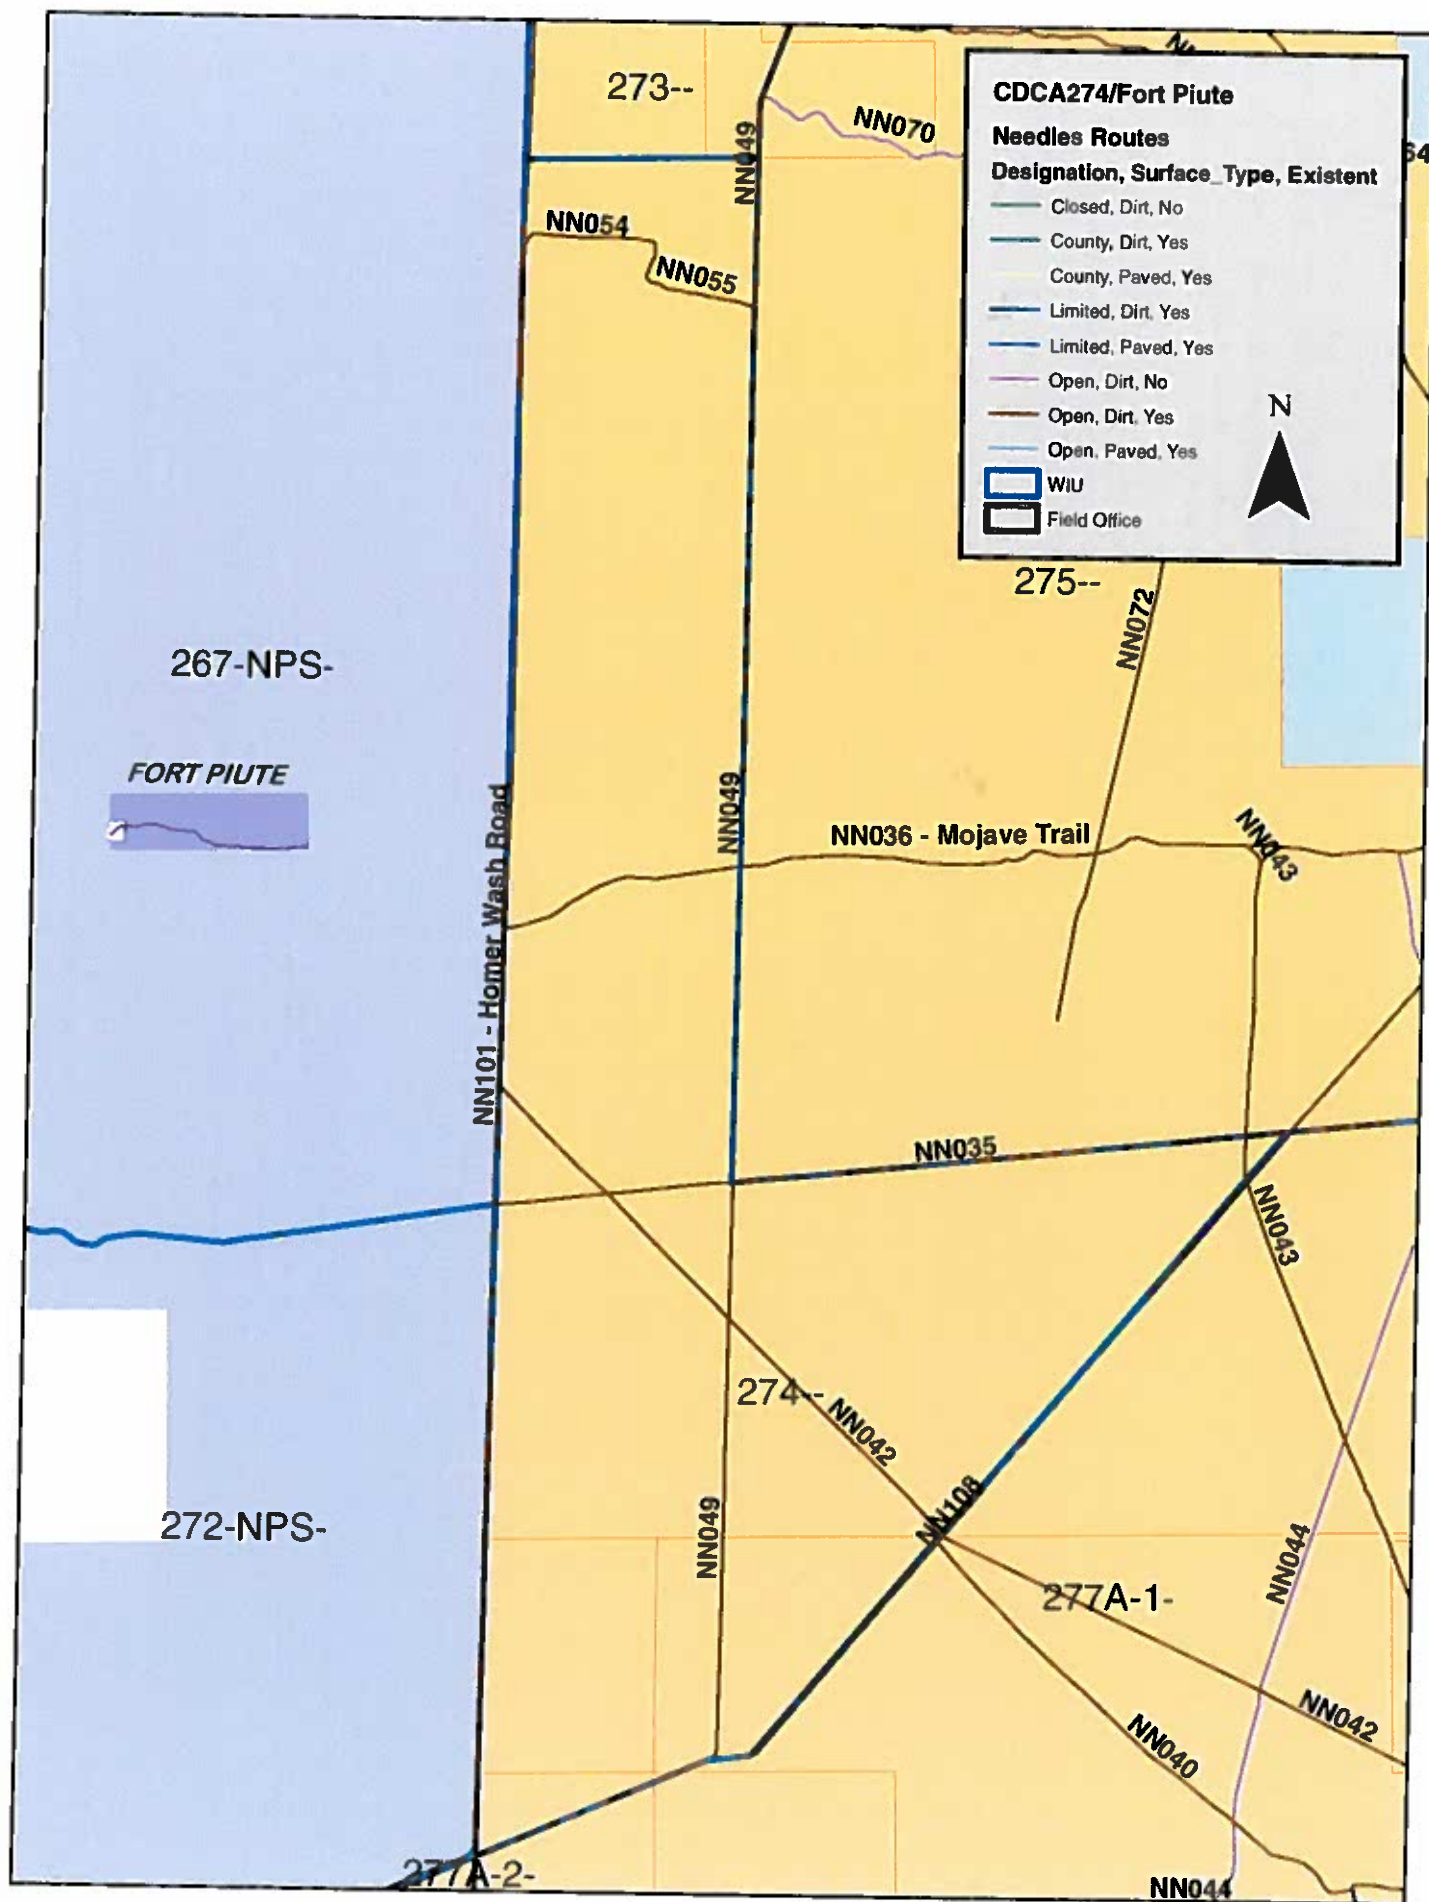 273--
NN070
NN049
NN054
NN055
CDCA274/Fort Piute
Needles Routes
Designation, Surface_Type, Existent
Closed, Dirt, No
County, Dirt, Yes
County, Paved, Yes
Limited, Dirt, Yes
Limited, Paved, Yes
Open, Dirt, No
Open, Dirt, Yes
Open, Paved, Yes
WIU
Field Office
N
275--
NN072
267-NPS-
FORT PIUTE
NN049
NN036 - Mojave Trail
NN043
NN101 - Homer Wash Road
NN035
NN043
274--
NN042
NN108
NN049
272-NPS-
NN044
277A-1-
NN042
NN040
277A-2-
NN044